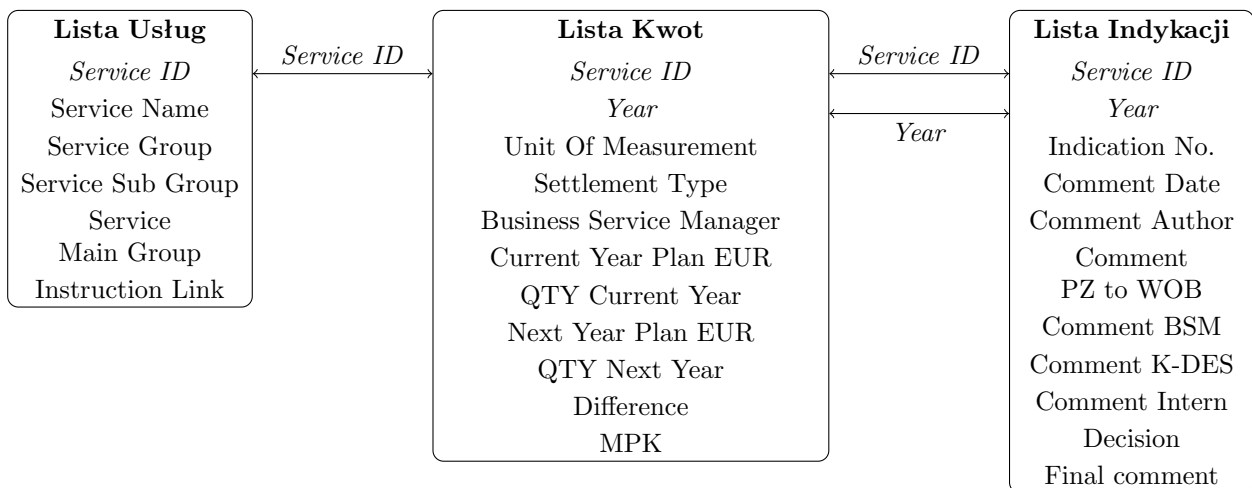 Lista Usług
Service ID
Service Name
Service Group
Service Sub Group
Service
Main Group
Instruction Link
Service ID
Lista Kwot
Service ID
Year
Unit Of Measurement
Settlement Type
Business Service Manager
Current Year Plan EUR
QTY Current Year
Next Year Plan EUR
QTY Next Year
Difference
MPK
Service ID
Year
Lista Indykacji
Service ID
Year
Indication No.
Comment Date
Comment Author
Comment
PZ to WOB
Comment BSM
Comment K-DES
Comment Intern
Decision
Final comment